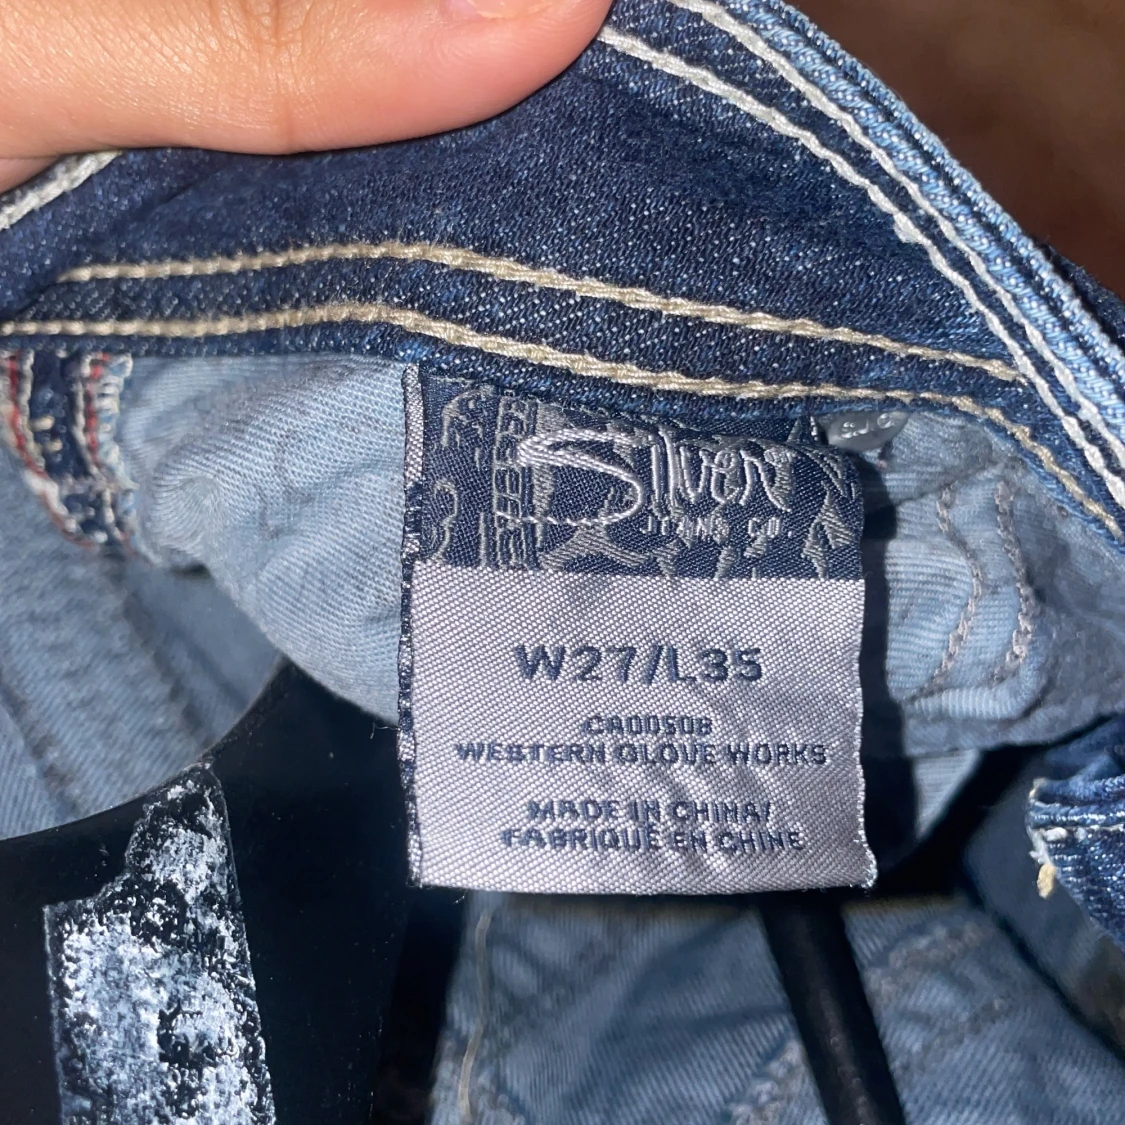 Silver
JEANS CO.
W27/L35
CA00508
WESTERN GLOVE WORKS
MADE IN CHINA/
FABRIQUÉ EN CHINE